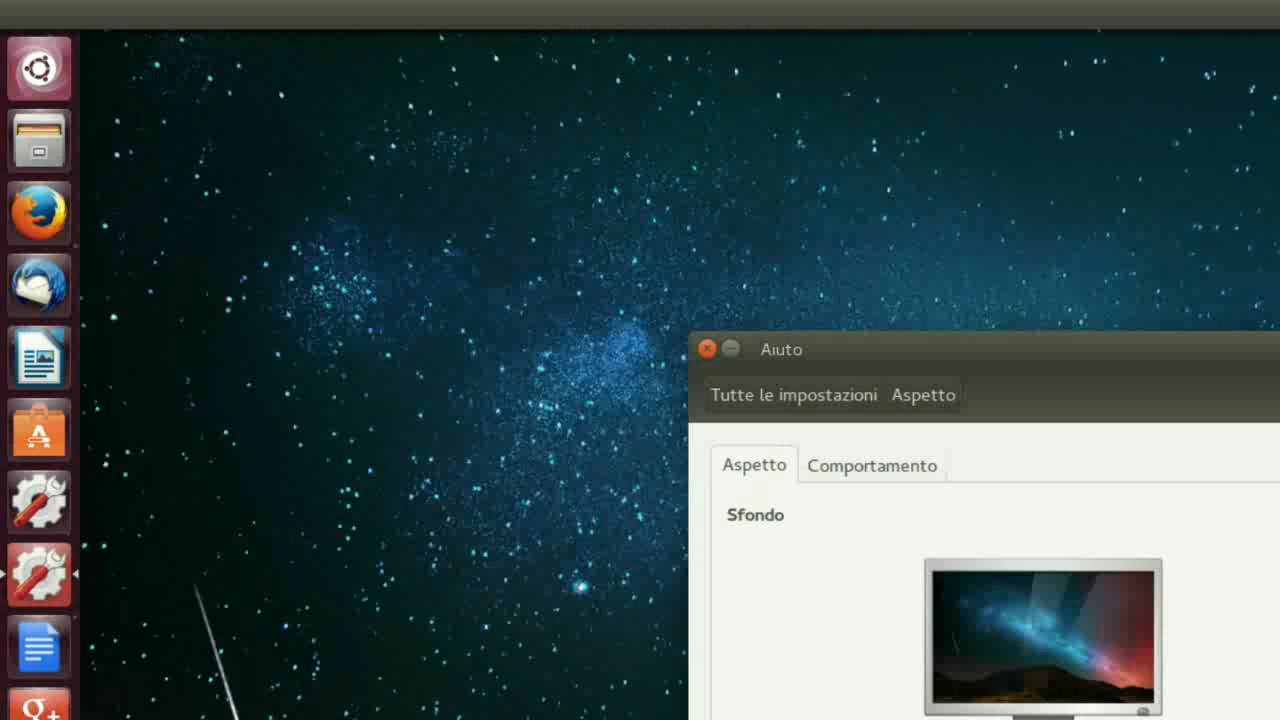 Aiuto
Tutte le impostazioni Aspetto
Aspetto Comportamento
Sfondo
g+